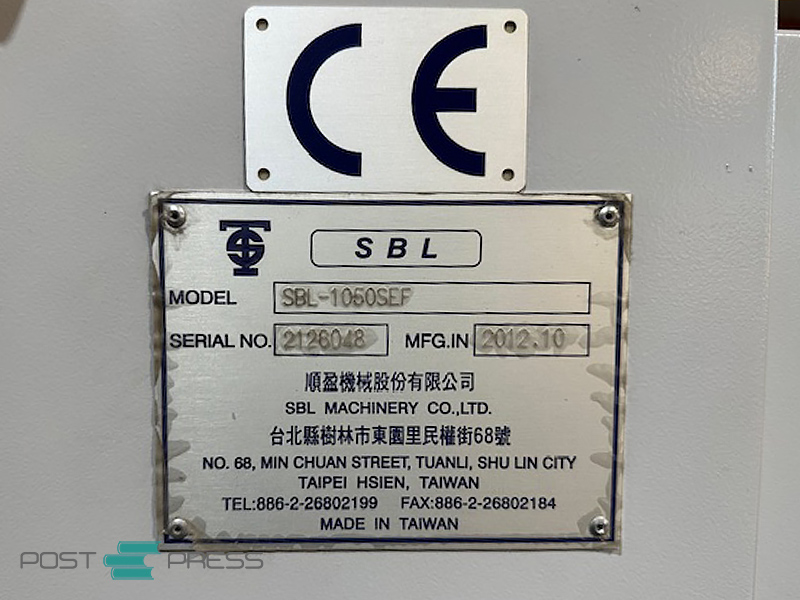 CE
SBL
MODEL SBL-1050SEF
SERIAL NO. 2126048 MFG.IN 2012.10
順盈機械股份有限公司
SBL MACHINERY CO.,LTD.
台北縣樹林市東園里民權街68號
NO. 68, MIN CHUAN STREET, TUANLI, SHU LIN CITY
TAIPEI HSIEN, TAIWAN
TEL:886-2-26802199 FAX:886-2-26802184
MADE IN TAIWAN
POST PRESS